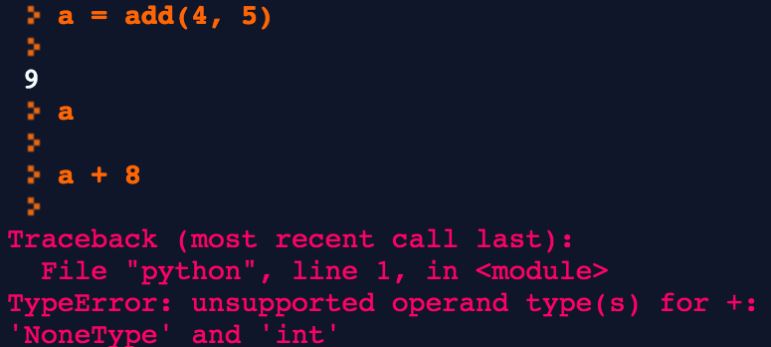 > a = add(4, 5)
>
9
> a
>
> a + 8
>
Traceback (most recent call last):
  File "python", line 1, in <module>
TypeError: unsupported operand type(s) for +:
'NoneType' and 'int'